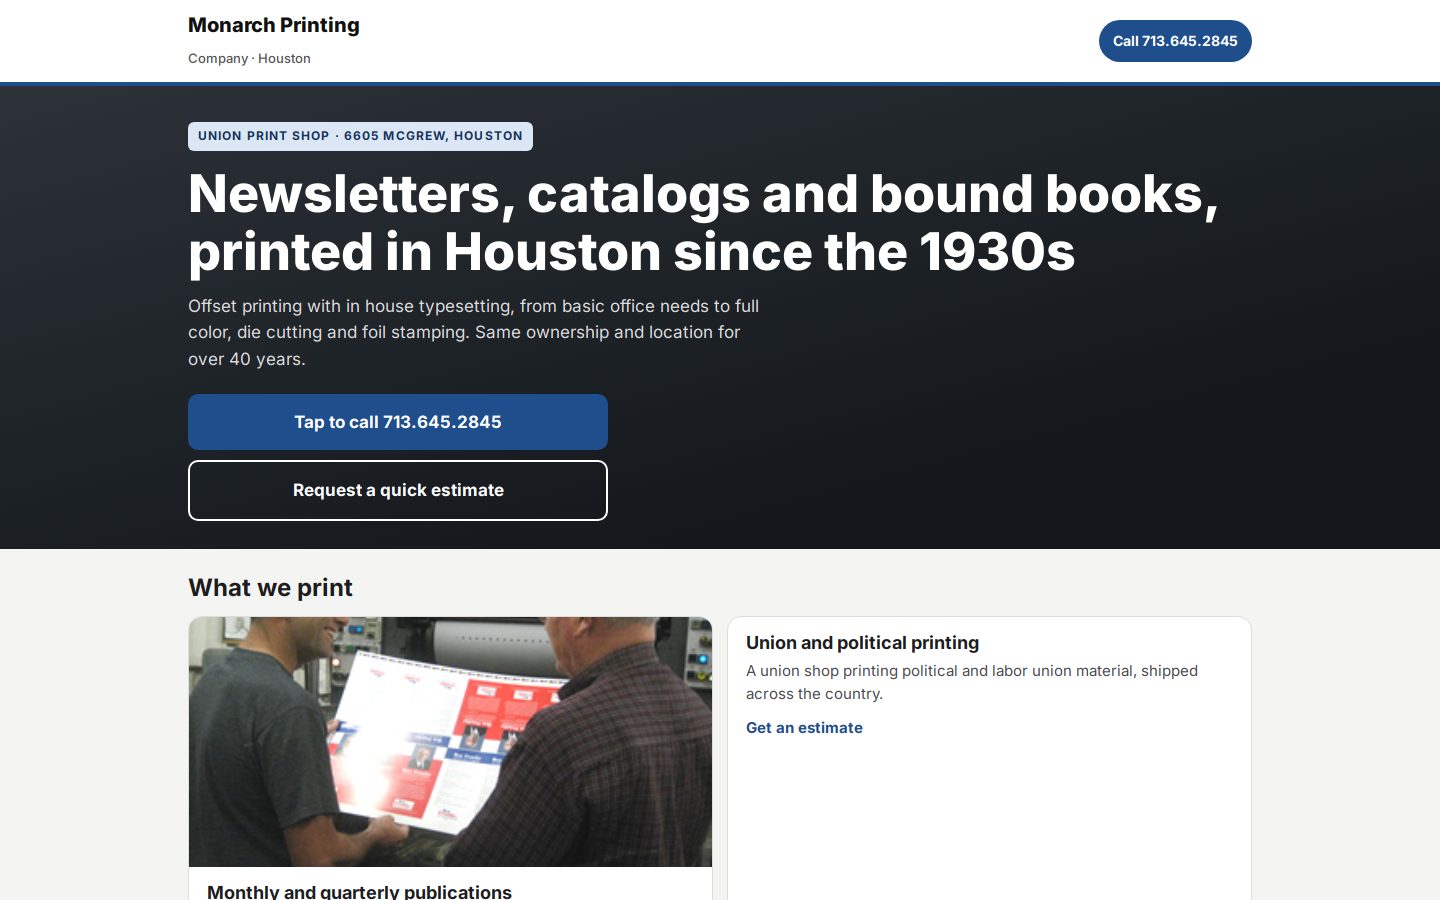 Monarch Printing
Company · Houston
Call 713.645.2845
UNION PRINT SHOP · 6605 MCGREW, HOUSTON
Newsletters, catalogs and bound books,
printed in Houston since the 1930s
Offset printing with in house typesetting, from basic office needs to full
color, die cutting and foil stamping. Same ownership and location for
over 40 years.
Tap to call 713.645.2845
Request a quick estimate
What we print
Monthly and quarterly publications
Union and political printing
A union shop printing political and labor union material, shipped
across the country.
Get an estimate